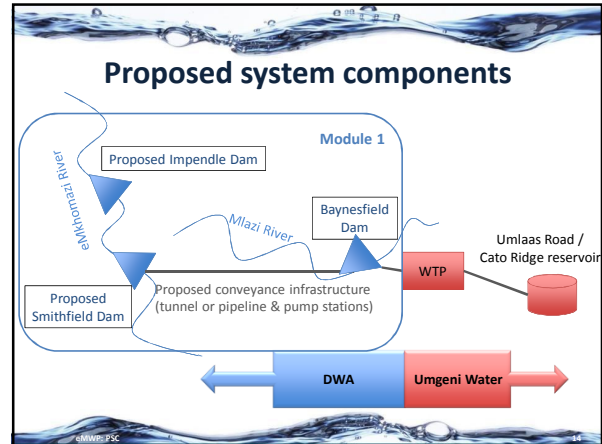 Proposed system components
Module 1
Proposed Impendle Dam
eMkhomazi River
Mlazi River
Baynesfield
Dam
Umlaas Road /
Cato Ridge reservoir
WTP
Proposed
Smithfield Dam
Proposed conveyance infrastructure
(tunnel or pipeline & pump stations)
DWA
Umgeni Water
eMWP: PSC
14